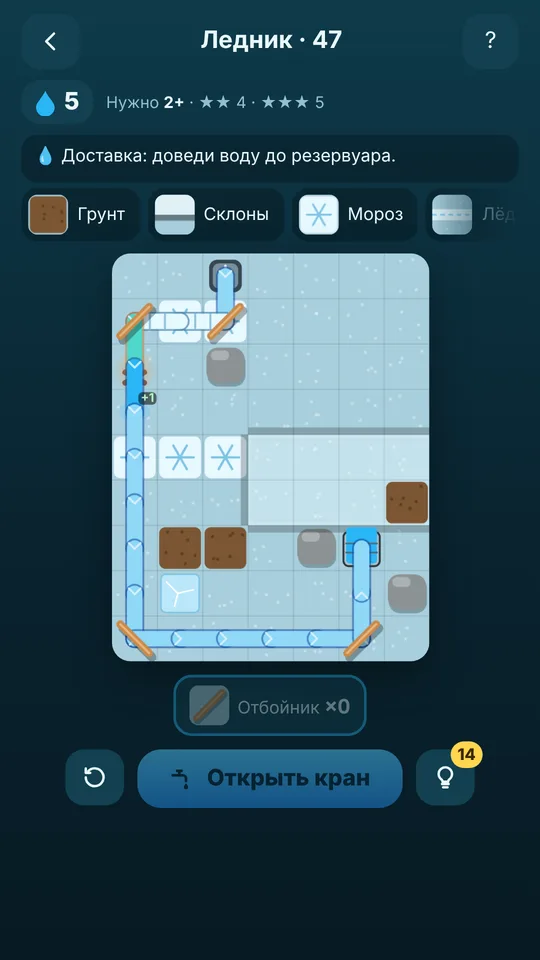 Ледник · 47
?
5
Нужно 2+ · ★★ 4 · ★★★ 5
Доставка: доведи воду до резервуара.
Грунт
Склоны
Мороз
Лёд
+1
Отбойник ×0
Открыть кран
14